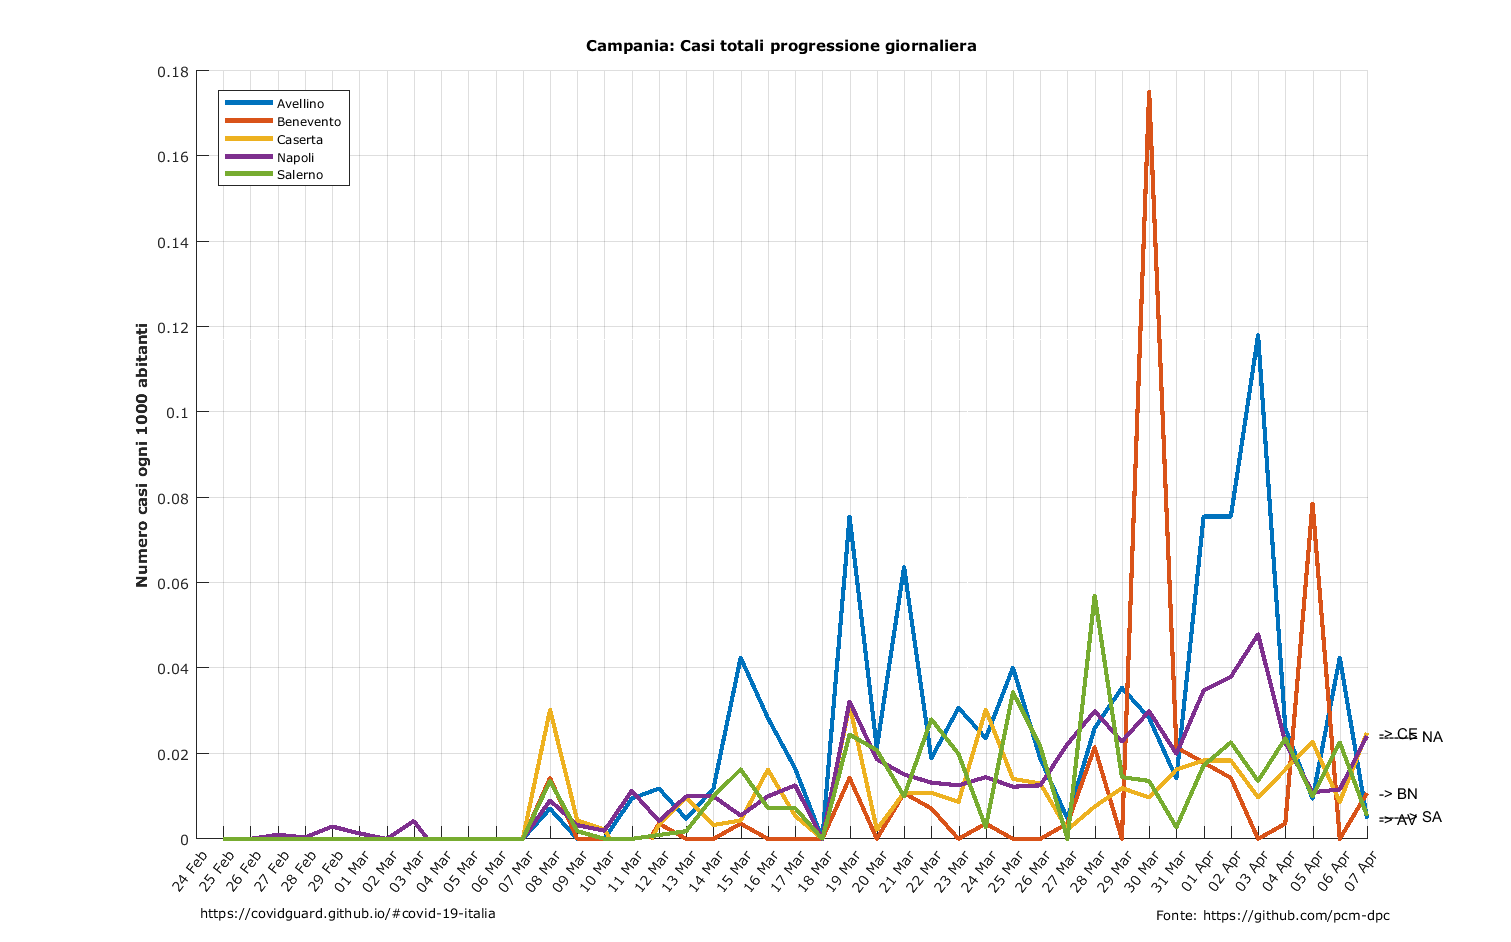 Campania: Casi totali progressione giornaliera
0.18
0.16
0.14
0.12
0.1
0.08
0.06
0.04
0.02
0
Numero casi ogni 1000 abitanti
Avellino
Benevento
Caserta
Napoli
Salerno
-> CE
NA
-> BN
SA
-> AV
24 Feb
25 Feb
26 Feb
27 Feb
28 Feb
29 Feb
01 Mar
02 Mar
03 Mar
04 Mar
05 Mar
06 Mar
07 Mar
08 Mar
09 Mar
10 Mar
11 Mar
12 Mar
13 Mar
14 Mar
15 Mar
16 Mar
17 Mar
18 Mar
19 Mar
20 Mar
21 Mar
22 Mar
23 Mar
24 Mar
25 Mar
26 Mar
27 Mar
28 Mar
29 Mar
30 Mar
31 Mar
01 Apr
02 Apr
03 Apr
04 Apr
05 Apr
06 Apr
07 Apr
https://covidguard.github.io/#covid-19-italia
Fonte: https://github.com/pcm-dpc